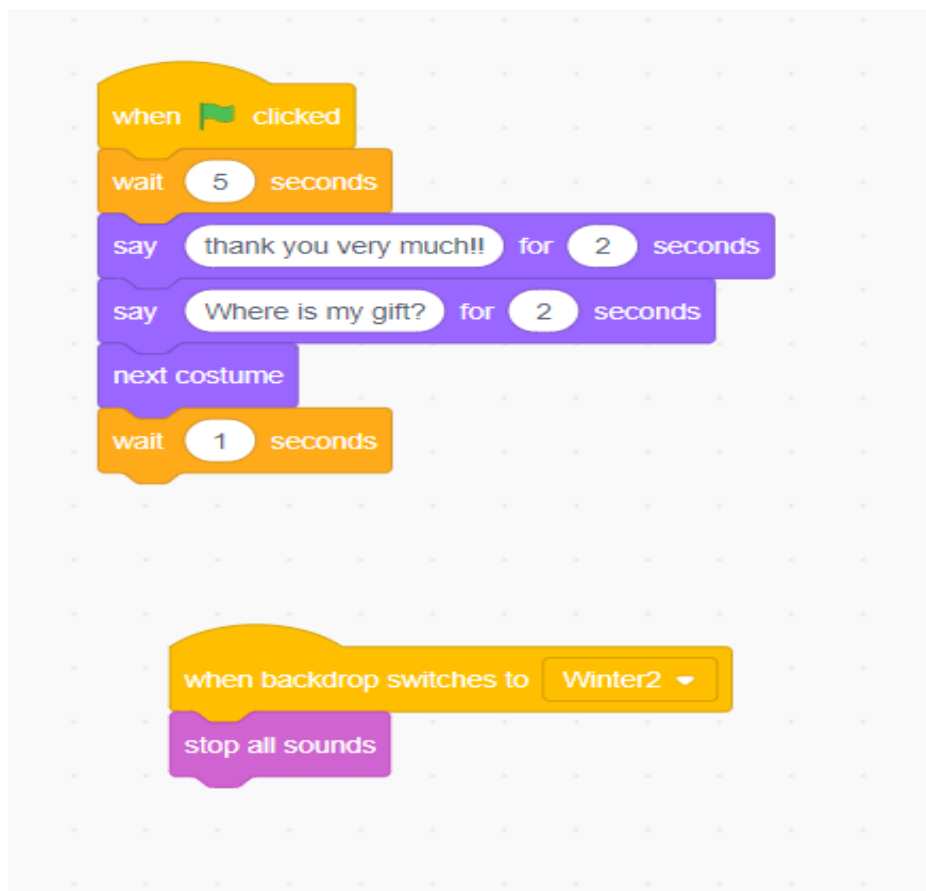 when clicked
wait 5 seconds
say thank you very much!! for 2 seconds
say Where is my gift? for 2 seconds
next costume
wait 1 seconds
when backdrop switches to Winter2
stop all sounds